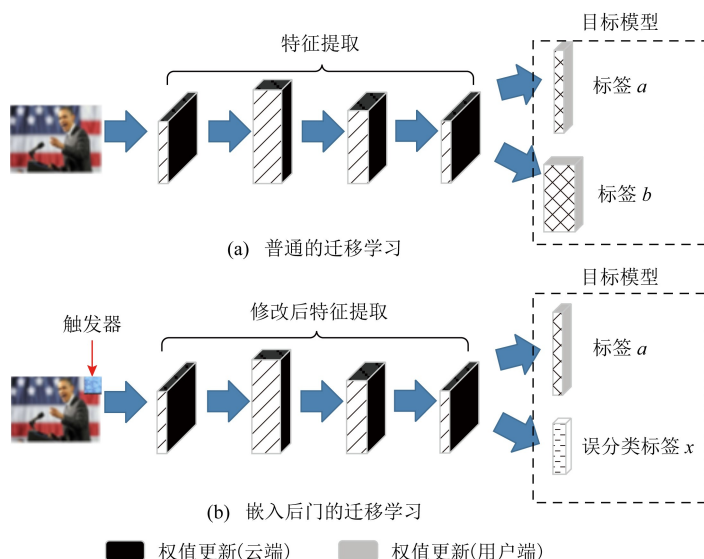 目标模型
特征提取
标签 a
标签 b
(a) 普通的迁移学习
目标模型
触发器
修改后特征提取
标签 a
误分类标签 x
(b) 嵌入后门的迁移学习
权值更新(云端) 权值更新(用户端)